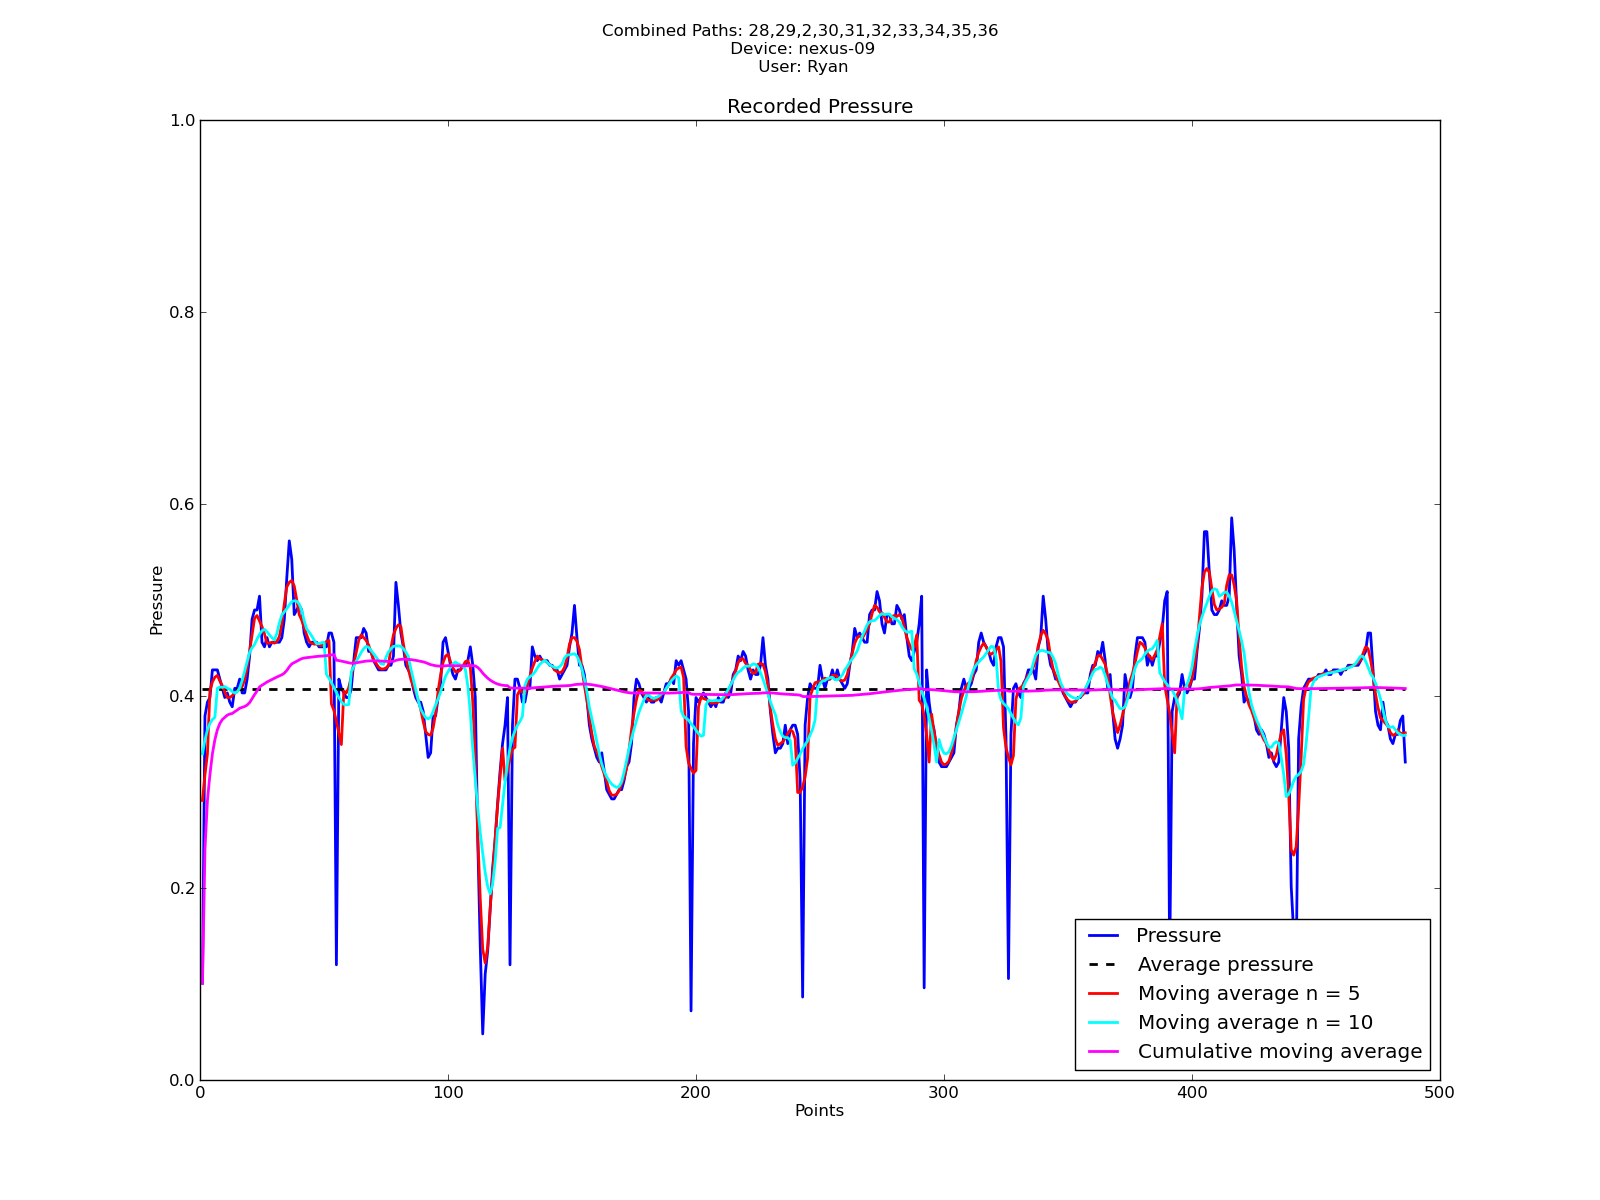 Combined Paths: 28,29,2,30,31,32,33,34,35,36
Device: nexus-09
User: Ryan
Recorded Pressure
1.0
0.8
0.6
0.4
0.2
0.0
Pressure
0
100
200
300
400
500
Points
Pressure
Average pressure
Moving average n = 5
Moving average n = 10
Cumulative moving average